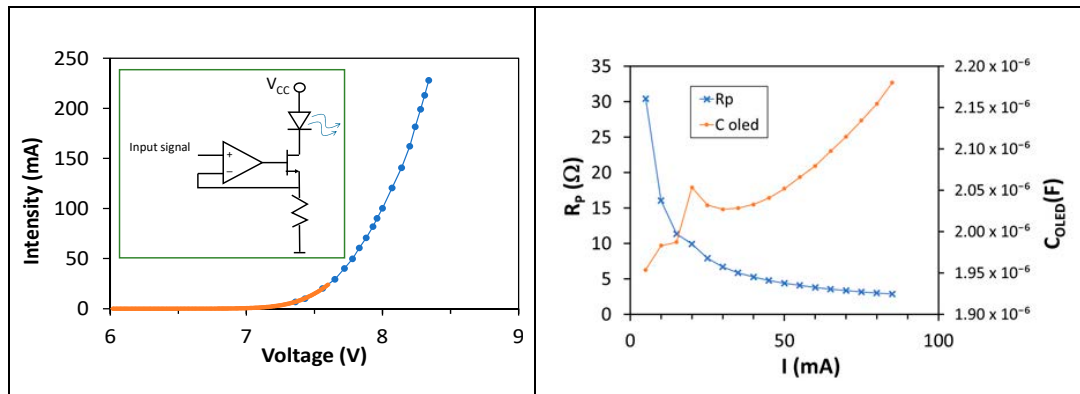 250
200
150
100
50
0
Intensity (mA)
V_CC
Input signal
+
−
6
7
8
9
Voltage (V)
35
30
25
20
15
10
5
0
R_P (Ω)
Rp
C oled
2.20 x 10⁻⁶
2.15 x 10⁻⁶
2.10 x 10⁻⁶
2.05 x 10⁻⁶
2.00 x 10⁻⁶
1.95 x 10⁻⁶
1.90 x 10⁻⁶
C_OLED(F)
0
50
100
I (mA)